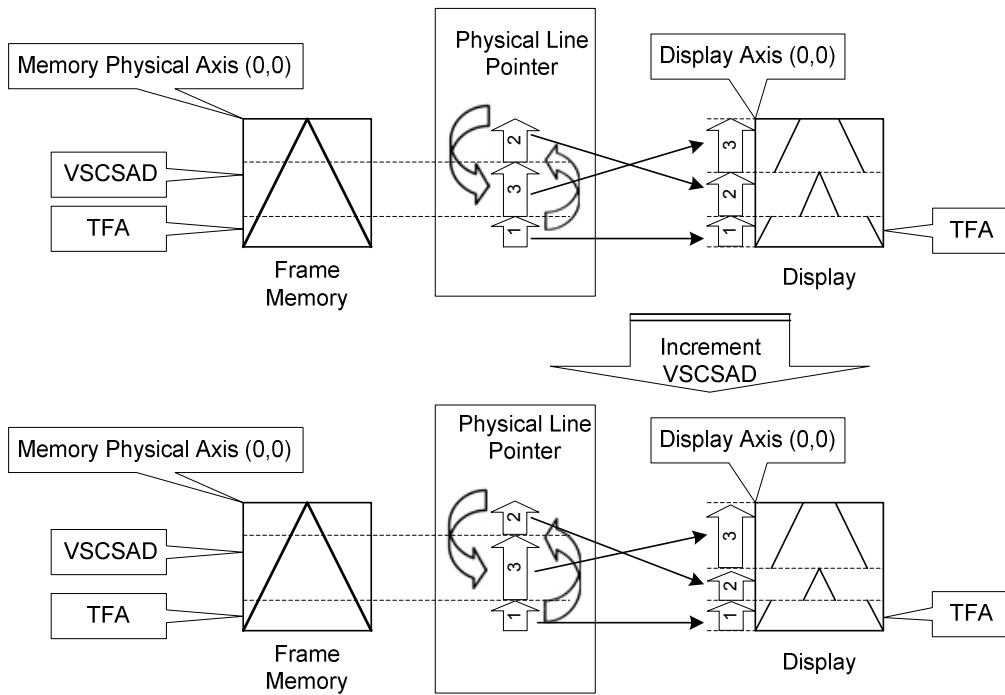 Physical Line
Pointer
Memory Physical Axis (0,0)
Display Axis (0,0)
VSCSAD
TFA
2
3
1
3
2
1
TFA
Frame
Memory
Display
Increment
VSCSAD
Physical Line
Pointer
Memory Physical Axis (0,0)
Display Axis (0,0)
VSCSAD
TFA
2
3
1
3
2
1
TFA
Frame
Memory
Display